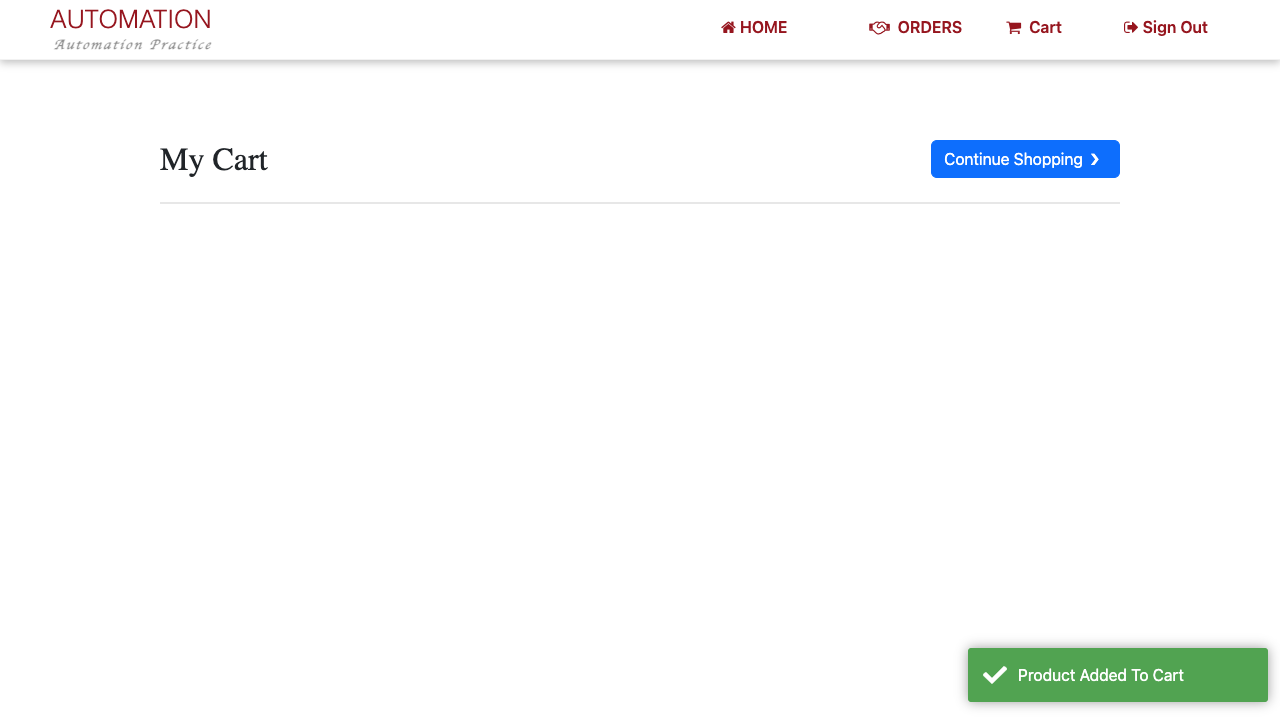 AUTOMATION
Automation Practice
HOME
ORDERS
Cart
Sign Out
My Cart
Continue Shopping ❯
Product Added To Cart